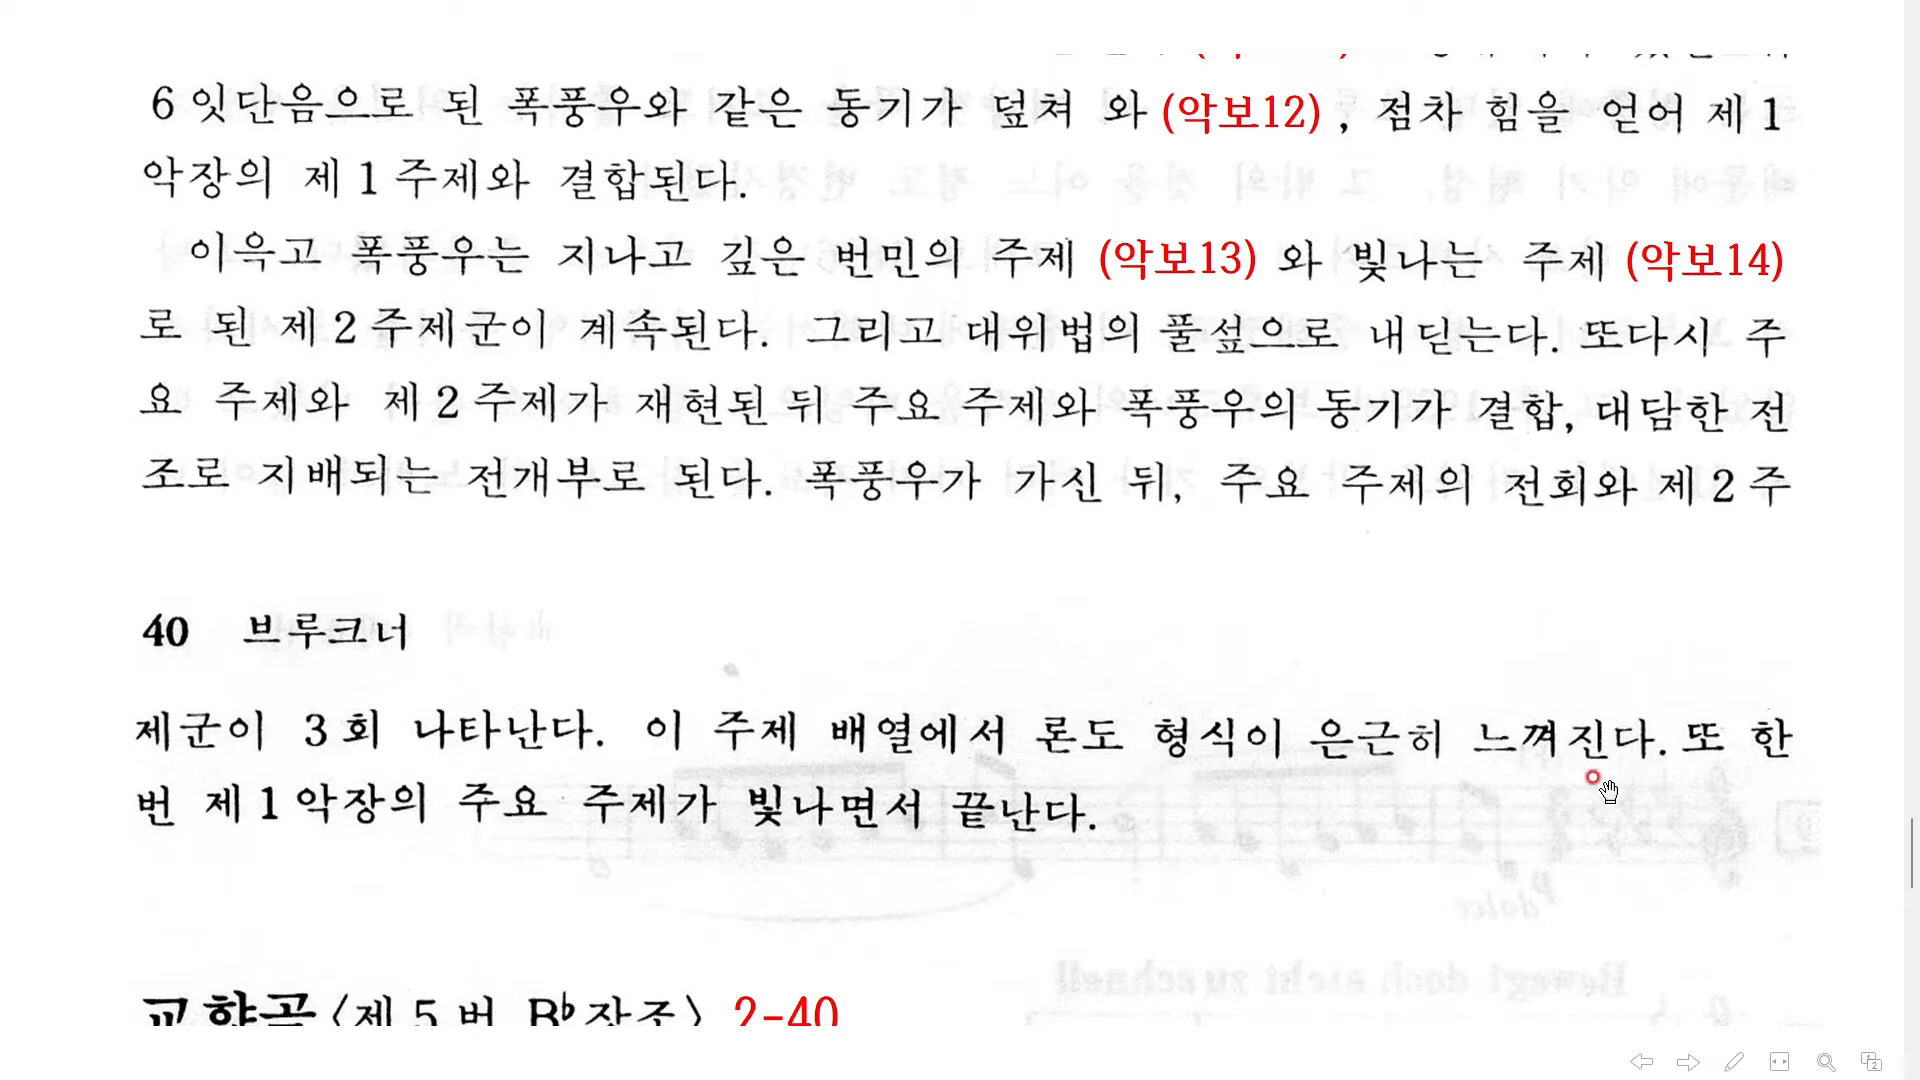 6잇단음으로 된 폭풍우와 같은 동기가 덮쳐 와 (악보12), 점차 힘을 얻어 제1
악장의 제1주제와 결합된다.
이윽고 폭풍우는 지나고 깊은 번민의 주제 (악보13) 와 빛나는 주제 (악보14)
로 된 제2주제군이 계속된다. 그리고 대위법의 풀섶으로 내딛는다. 또다시 주
요 주제와 제2주제가 재현된 뒤 주요 주제와 폭풍우의 동기가 결합, 대담한 전
조로 지배되는 전개부로 된다. 폭풍우가 가신 뒤, 주요 주제의 전회와 제2주
40 브루크너
제군이 3회 나타난다. 이 주제 배열에서 론도 형식이 은근히 느껴진다. 또 한
번 제1악장의 주요 주제가 빛나면서 끝난다.
교향곡〈제5번 B♭장조〉 2-40